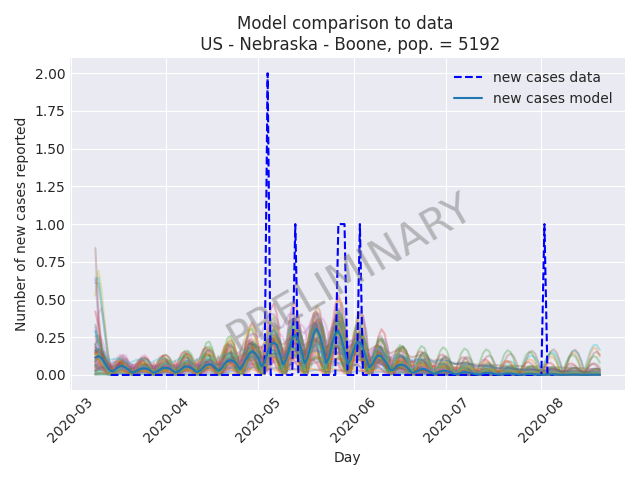 Model comparison to data
US - Nebraska - Boone, pop. = 5192
new cases data
new cases model
2.00
1.75
1.50
1.25
1.00
0.75
0.50
0.25
0.00
Number of new cases reported
PRELIMINARY
2020-03
2020-04
2020-05
2020-06
2020-07
2020-08
Day